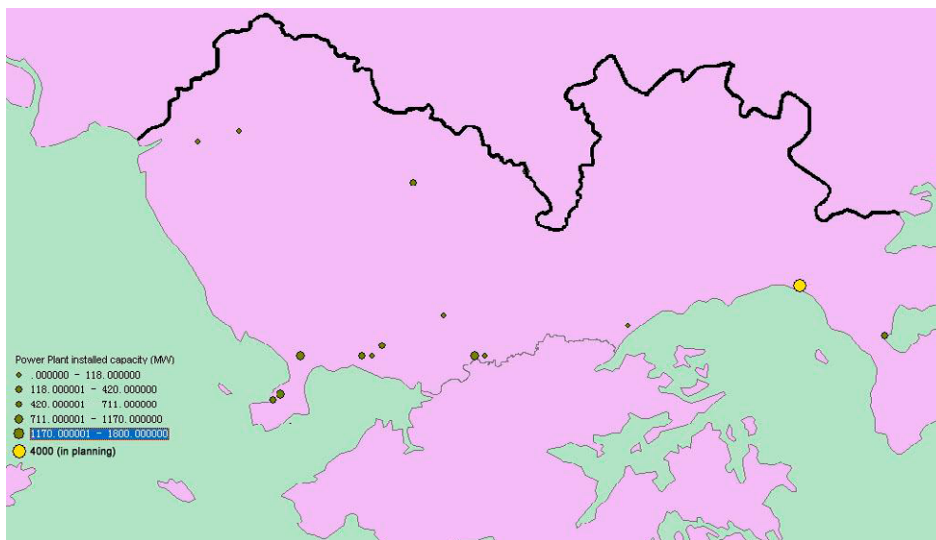 Power Plant installed capacity (MW)
.000000 - 118.000000
118.000001 - 420.000000
420.000001 - 711.000000
711.000001 - 1170.000000
1170.000001 - 1800.000000
4000 (in planning)